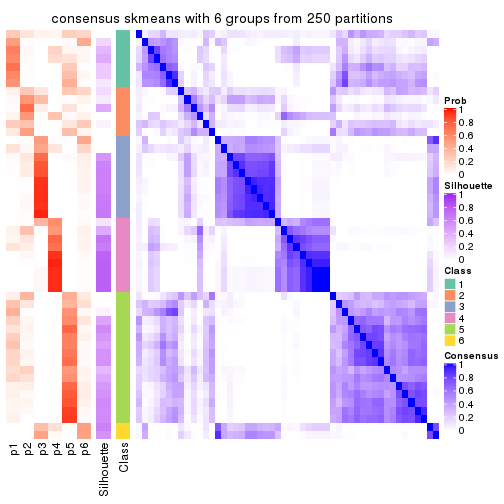 consensus skmeans with 6 groups from 250 partitions
Prob
1
0.8
0.6
0.4
0.2
0
Silhouette
1
0.8
0.6
0.4
0.2
0
Class
1
2
3
4
5
6
Consensus
1
0.8
0.6
0.4
0.2
0
p1
p2
p3
p4
p5
p6
Silhouette
Class